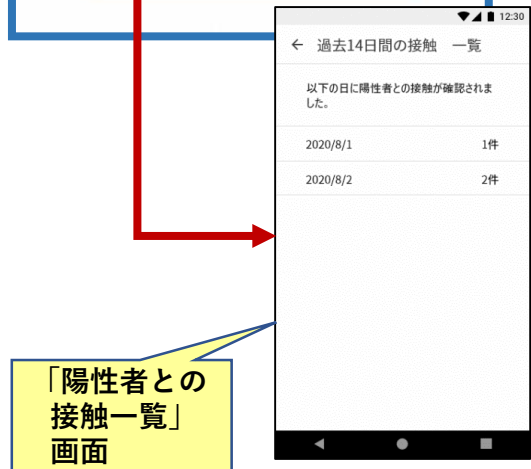 12:30
← 過去14日間の接触 一覧
以下の日に陽性者との接触が確認されま
した。
2020/8/1 1件
2020/8/2 2件
「陽性者との
接触一覧」
画面